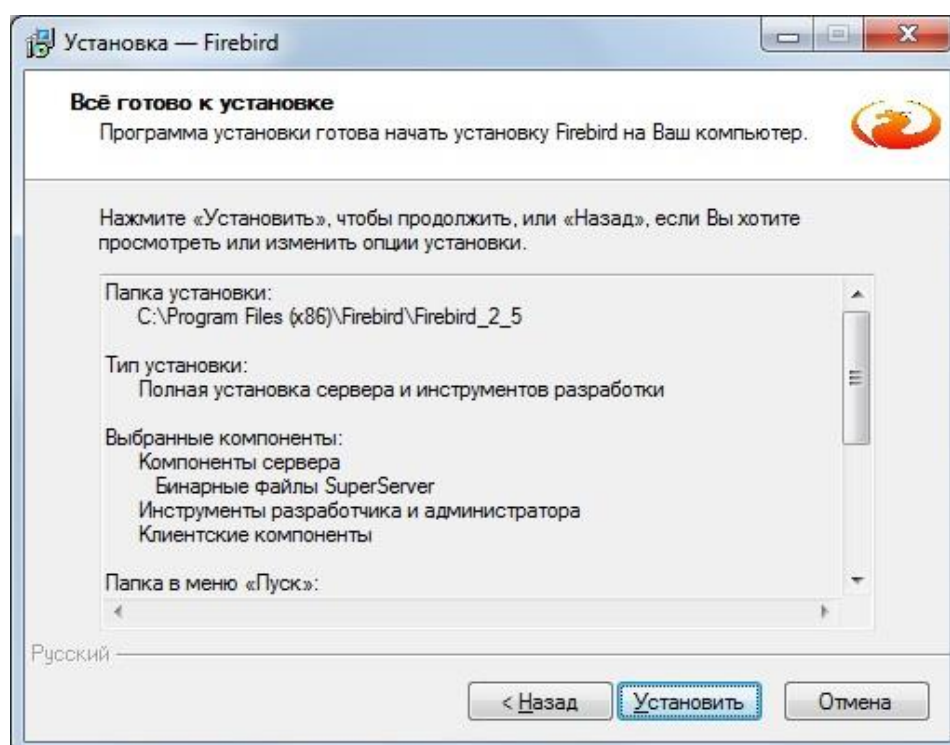 Установка — Firebird
Всё готово к установке
Программа установки готова начать установку Firebird на Ваш компьютер.
Нажмите «Установить», чтобы продолжить, или «Назад», если Вы хотите
просмотреть или изменить опции установки.
Папка установки:
C:\Program Files (x86)\Firebird\Firebird_2_5
Тип установки:
Полная установка сервера и инструментов разработки
Выбранные компоненты:
Компоненты сервера
Бинарные файлы SuperServer
Инструменты разработчика и администратора
Клиентские компоненты
Папка в меню «Пуск»:
Русский
< Назад
Установить
Отмена